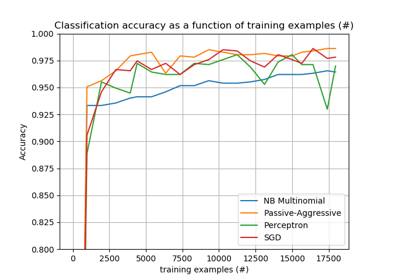 Classification accuracy as a function of training examples (#)
1.000
0.975
0.950
0.925
0.900
0.875
0.850
0.825
0.800
Accuracy
NB Multinomial
Passive-Aggressive
Perceptron
SGD
0 2500 5000 7500 10000 12500 15000 17500
training examples (#)